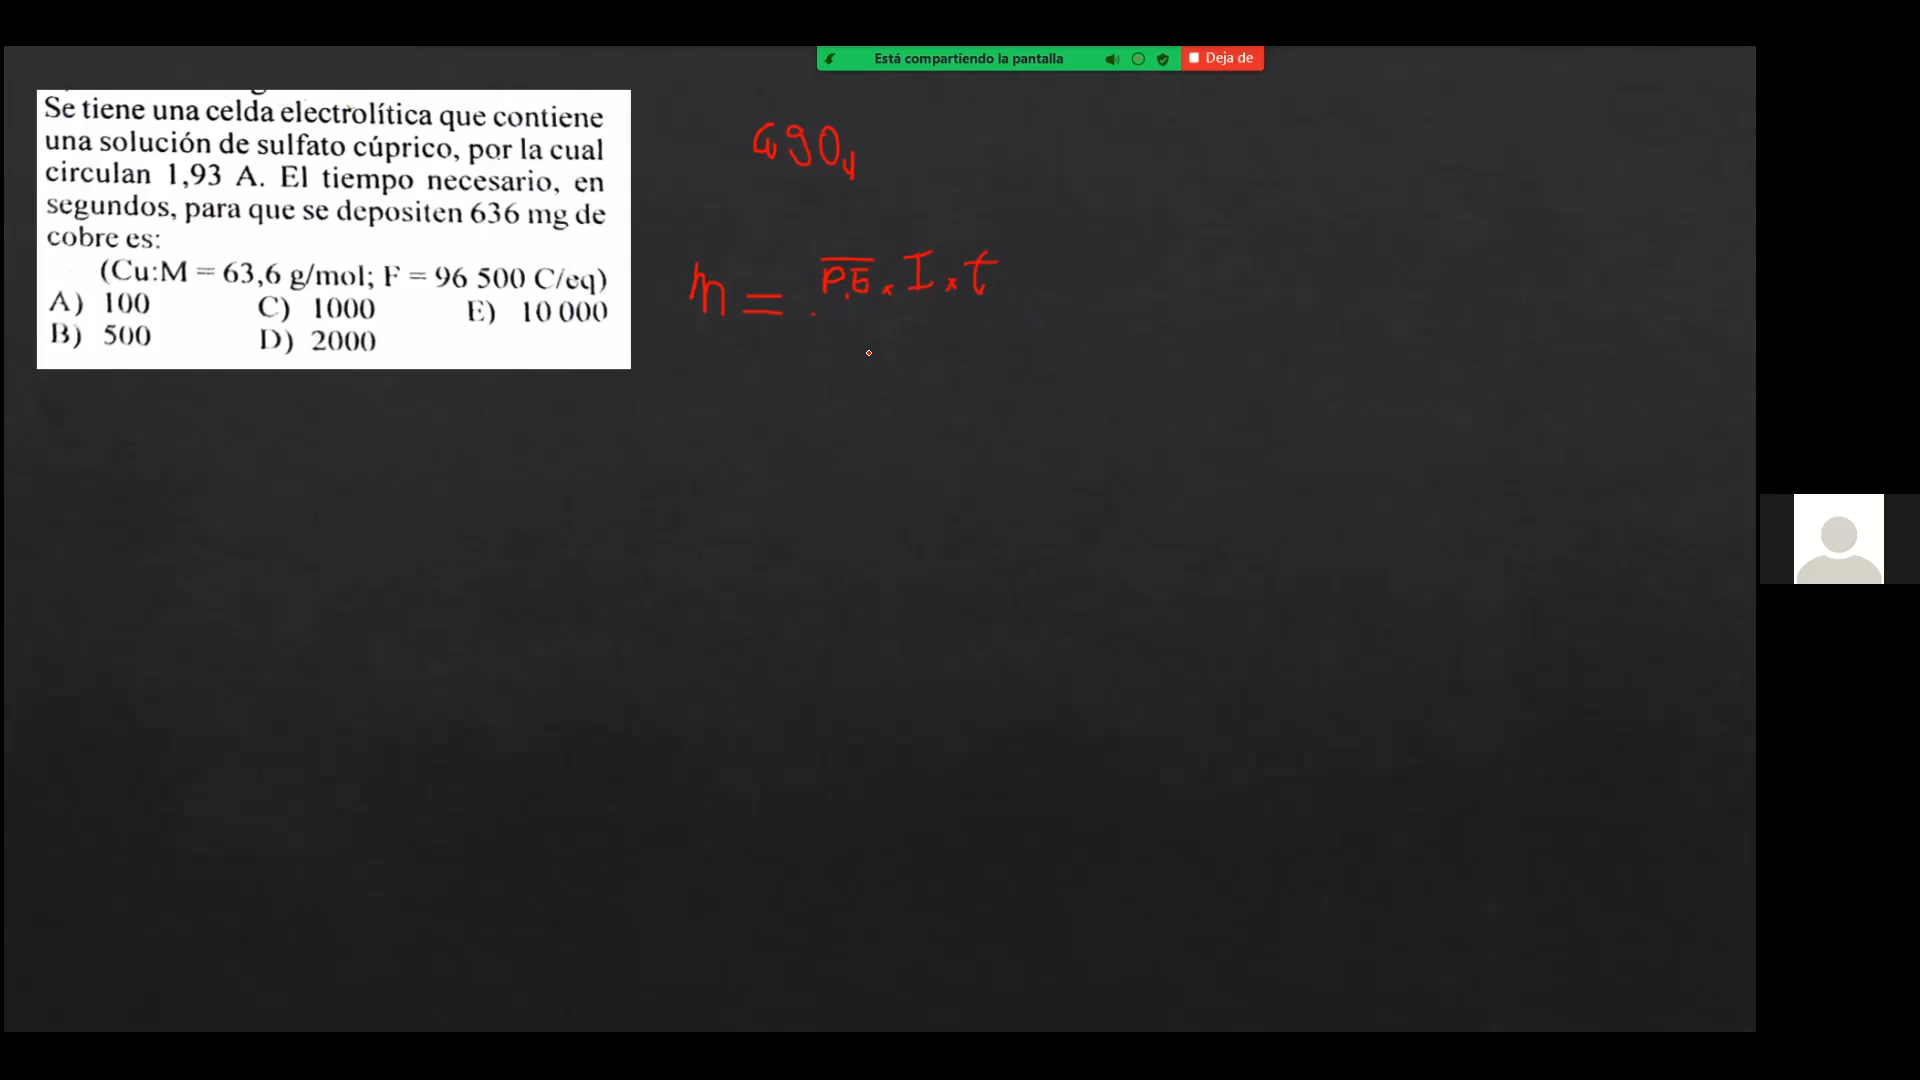 Está compartiendo la pantalla
Deja de
Se tiene una celda electrolítica que contiene
una solución de sulfato cúprico, por la cual
circulan 1,93 A. El tiempo necesario, en
segundos, para que se depositen 636 mg de
cobre es:
(Cu:M = 63,6 g/mol; F = 96 500 C/eq)
A) 100 C) 1000 E) 10 000
B) 500 D) 2000
CuSO4
m = P.E × I × t